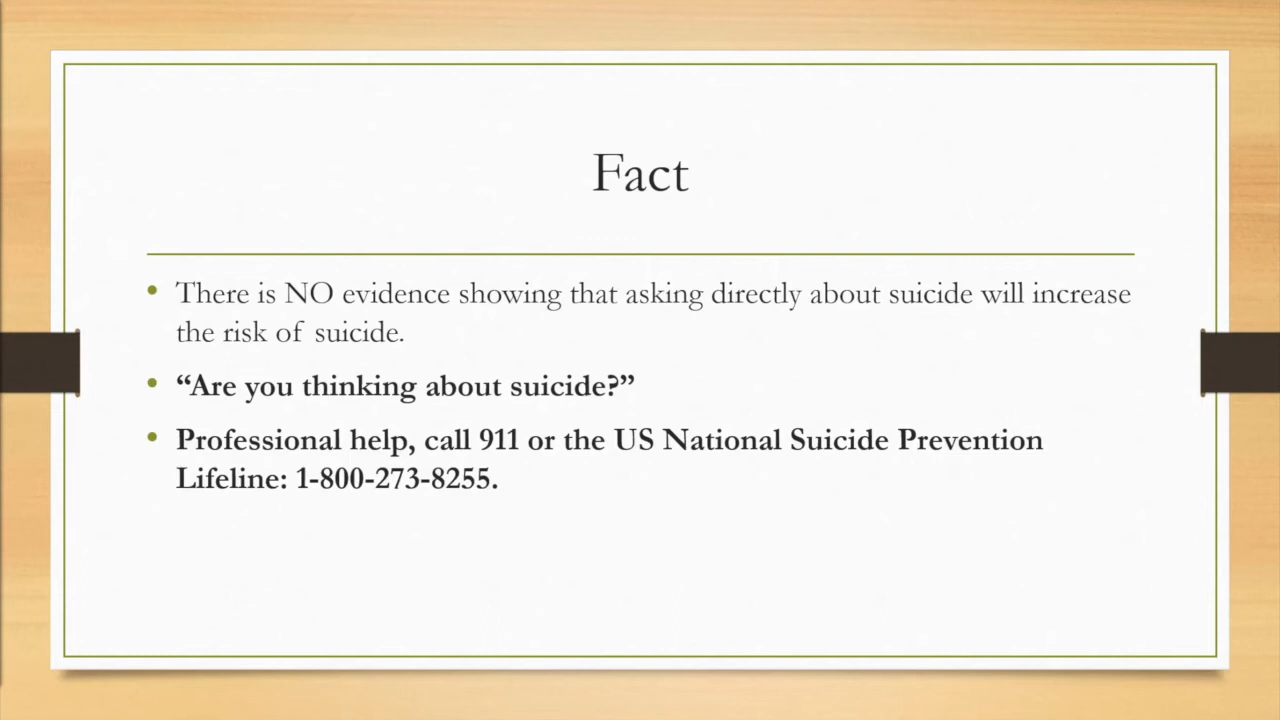 Fact
• There is NO evidence showing that asking directly about suicide will increase
the risk of suicide.
• “Are you thinking about suicide?”
• Professional help, call 911 or the US National Suicide Prevention
Lifeline: 1-800-273-8255.